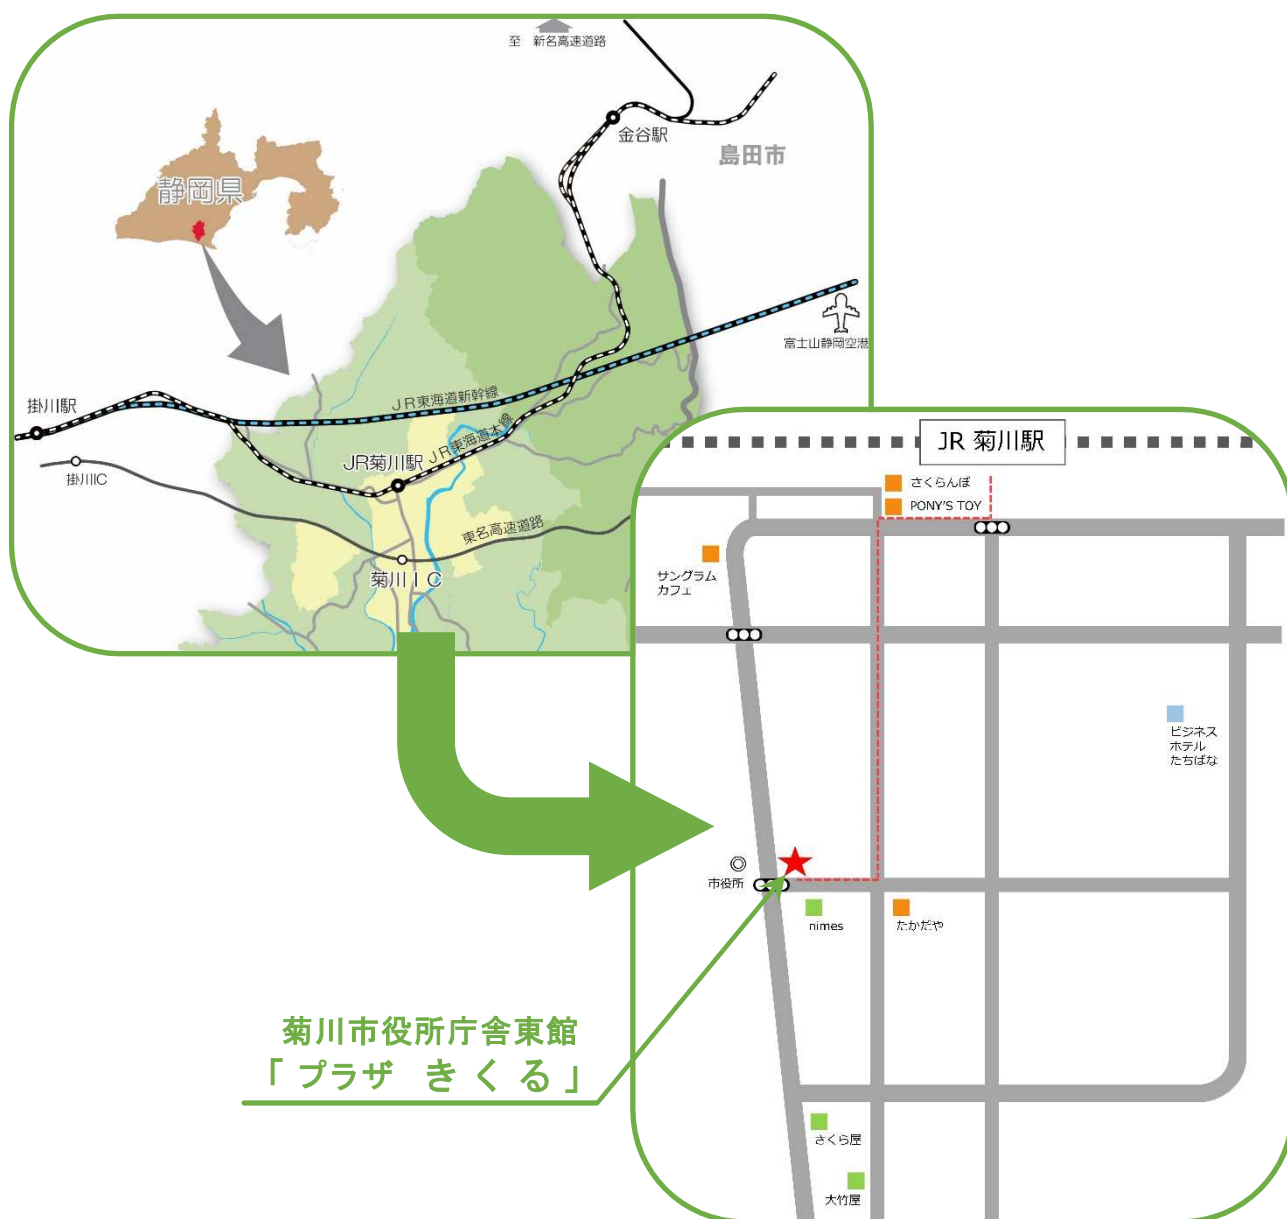 至 新名高速道路
金谷駅
島田市
静岡県
富士山静岡空港
JR東海道新幹線
掛川駅
JR東海道本線
JR菊川駅
掛川IC
東名高速道路
菊川IC
JR 菊川駅
さくらんぼ
PONY'S TOY
サングラム
カフェ
ビジネス
ホテル
たちばな
市役所
nimes
たかだや
菊川市役所庁舎東館
「プラザ きくる」
さくら屋
大竹屋